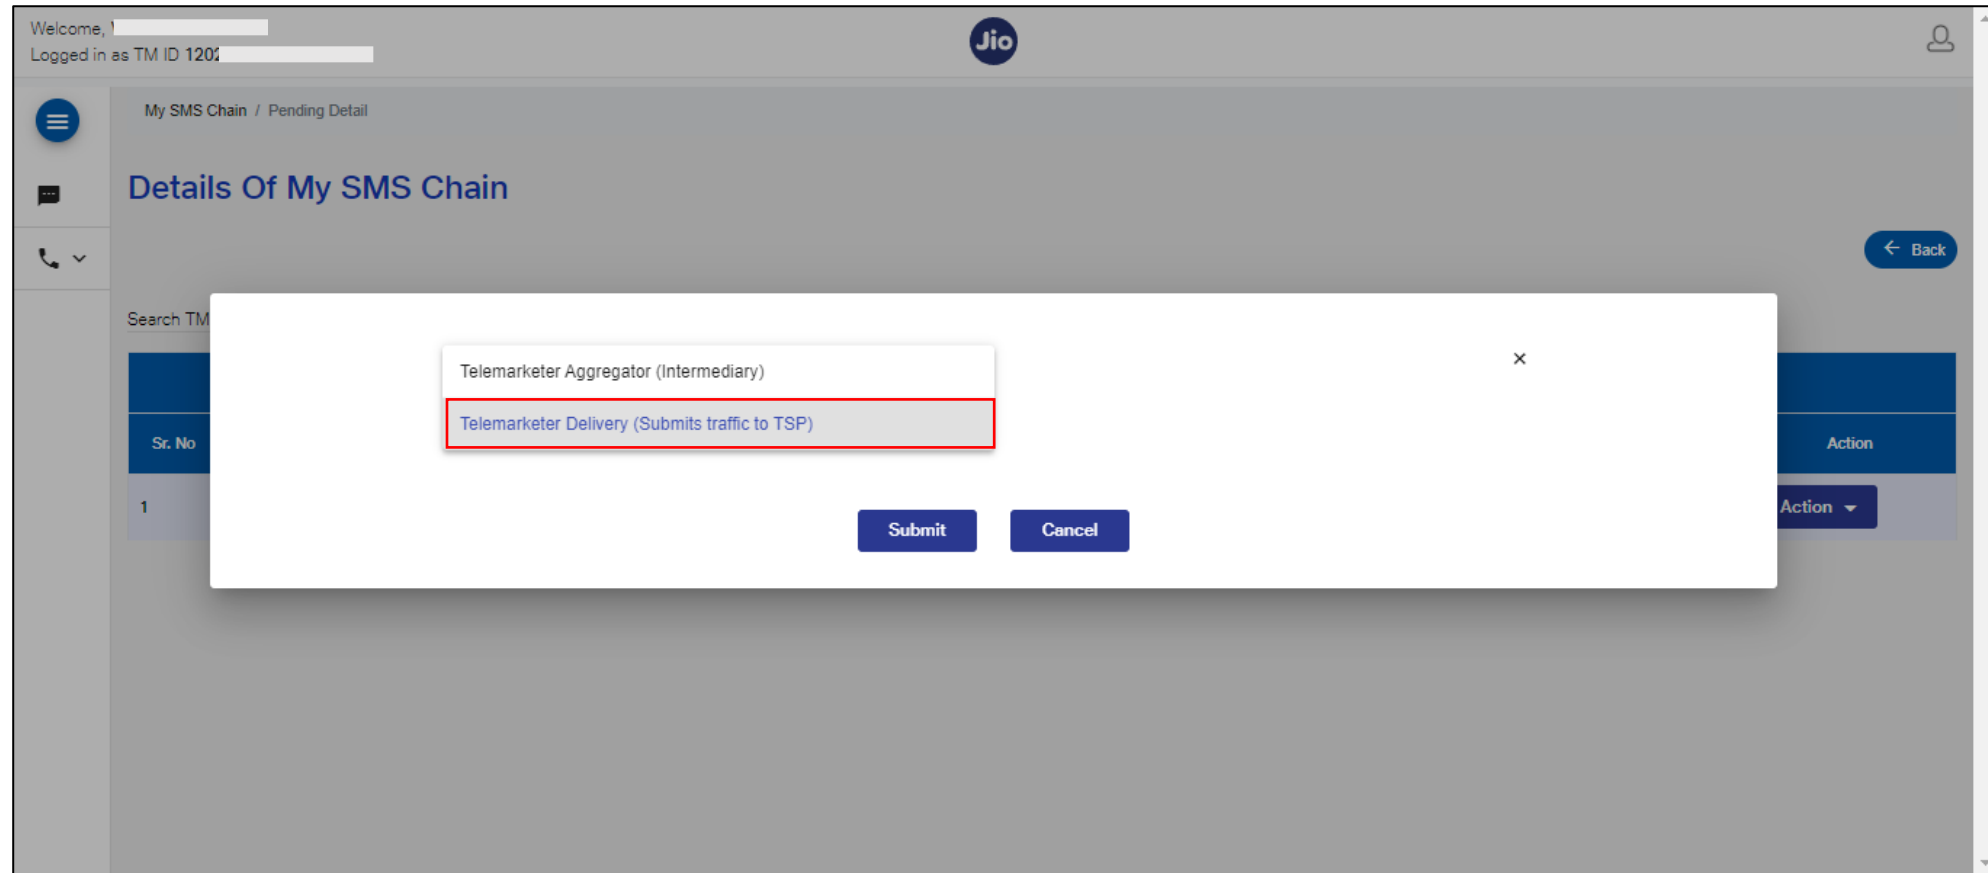 Welcome,
Logged in as TM ID 1202
Jio
My SMS Chain / Pending Detail
Details Of My SMS Chain
← Back
Search TM
Telemarketer Aggregator (Intermediary)
×
Telemarketer Delivery (Submits traffic to TSP)
Sr. No
Action
1
Action
Submit
Cancel